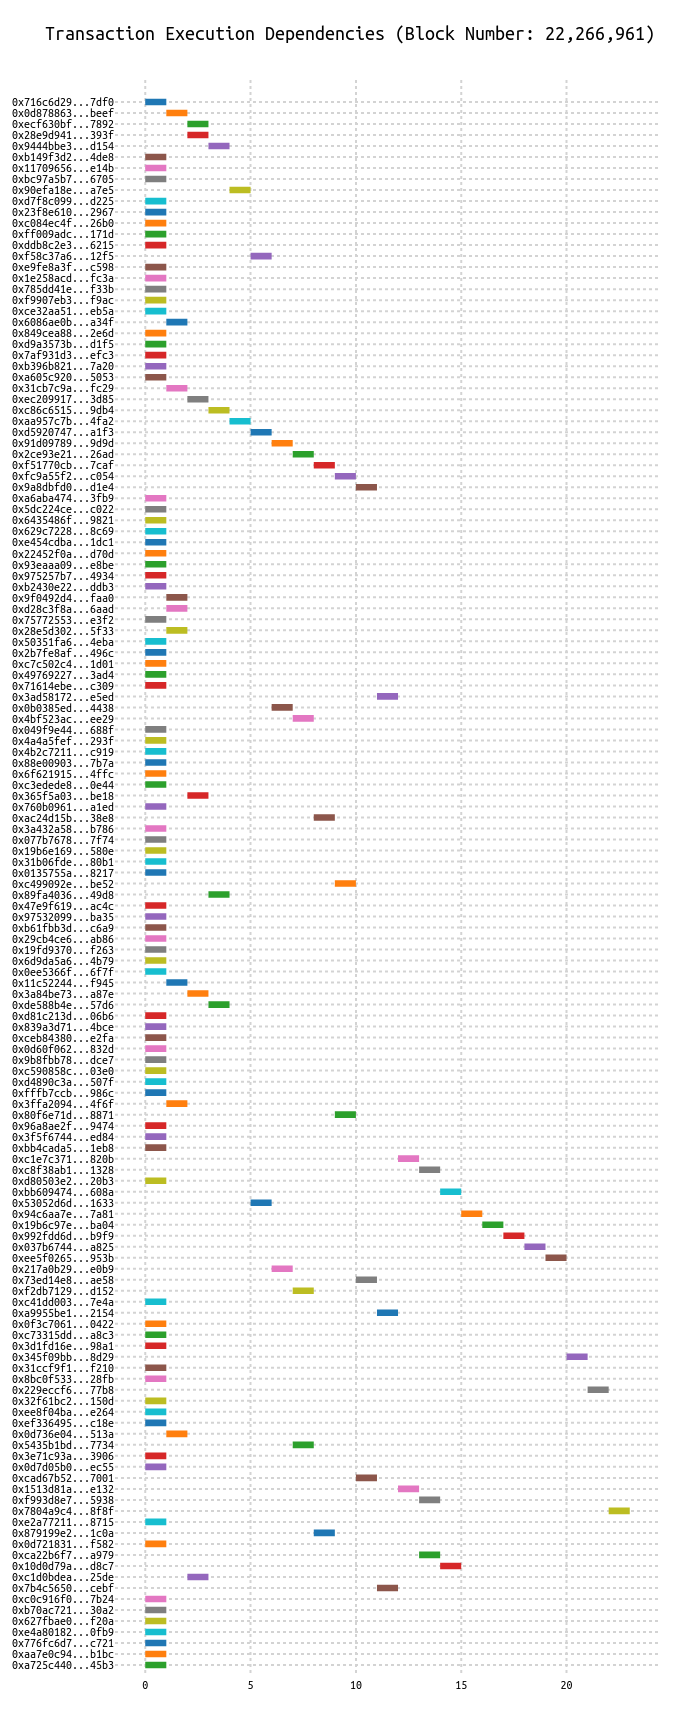 Transaction Execution Dependencies (Block Number: 22,266,961)
0x716c6d29...7df0
0x0d878863...beef
0xecf630bf...7892
0x28e9d941...393f
0x9444bbe3...d154
0xb149f3d2...4de8
0x11709656...e14b
0xbc97a5b7...6705
0x90efa18e...a7e5
0xd7f8c099...d225
0x23f8e610...2967
0xc084ec4f...26b0
0xff009adc...171d
0xddb8c2e3...6215
0xf58c37a6...12f5
0xe9fe8a3f...c598
0x1e258acd...fc3a
0x785dd41e...f33b
0xf9907eb3...f9ac
0xce32aa51...eb5a
0x6086ae0b...a34f
0x849cea88...2e6d
0xd9a3573b...d1f5
0x7af931d3...efc3
0xb396b821...7a20
0xa605c920...5053
0x31cb7c9a...fc29
0xec209917...3d85
0xc86c6515...9db4
0xaa957c7b...4fa2
0xd5920747...a1f3
0x91d09789...9d9d
0x2ce93e21...26ad
0xf51770cb...7caf
0xfc9a55f2...c054
0x9a8dbfd0...d1e4
0xa6aba474...3fb9
0x5dc224ce...c022
0x6435486f...9821
0x629c7228...8c69
0xe454cdba...1dc1
0x22452f0a...d70d
0x93eaaa09...e8be
0x975257b7...4934
0xb2430e22...ddb3
0x9f0492d4...faa0
0xd28c3f8a...6aad
0x75772553...e3f2
0x28e5d302...5f33
0x50351fa6...4eba
0x2b7fe8af...496c
0xc7c502c4...1d01
0x49769227...3ad4
0x71614ebe...c309
0x3ad58172...e5ed
0x0b0385ed...4438
0x4bf523ac...ee29
0x049f9e44...688f
0x4a4a5fef...293f
0x4b2c7211...c919
0x88e00903...7b7a
0x6f621915...4ffc
0xc3edede8...0e44
0x365f5a03...be18
0x760b0961...a1ed
0xac24d15b...38e8
0x3a432a58...b786
0x077b7678...7f74
0x19b6e169...580e
0x31b06fde...80b1
0x0135755a...8217
0xc499092e...be52
0x89fa4036...49d8
0x47e9f619...ac4c
0x97532099...ba35
0xb61fbb3d...c6a9
0x29cb4ce6...ab86
0x19fd9370...f263
0x6d9da5a6...4b79
0x0ee5366f...6f7f
0x11c52244...f945
0x3a84be73...a87e
0xde588b4e...57d6
0xd81c213d...06b6
0x839a3d71...4bce
0xceb84380...e2fa
0x0d60f062...832d
0x9b8fbb78...dce7
0xc590858c...03e0
0xd4890c3a...507f
0xfffb7ccb...986c
0x3ffa2094...4f6f
0x80f6e71d...8871
0x96a8ae2f...9474
0x3f5f6744...ed84
0xbb4cada5...1eb8
0xc1e7c371...820b
0xc8f38ab1...1328
0xd80503e2...20b3
0xbb609474...608a
0x53052d6d...1633
0x94c6aa7e...7a81
0x19b6c97e...ba04
0x992fdd6d...b9f9
0x037b6744...a825
0xee5f0265...953b
0x217a0b29...e0b9
0x73ed14e8...ae58
0xf2db7129...d152
0xc41dd003...7e4a
0xa9955be1...2154
0x0f3c7061...0422
0xc73315dd...a8c3
0x3d1fd16e...98a1
0x345f09bb...8d29
0x31ccf9f1...f210
0x8bc0f533...28fb
0x229eccf6...77b8
0x32f61bc2...150d
0xee8f04ba...e264
0xef336495...c18e
0x0d736e04...513a
0x5435b1bd...7734
0x3e71c93a...3906
0x0d7d05b0...ec55
0xcad67b52...7001
0x1513d81a...e132
0xf993d8e7...5938
0x7804a9c4...8f8f
0xe2a77211...8715
0x879199e2...1c0a
0x0d721831...f582
0xca22b6f7...a979
0x10d0d79a...d8c7
0xc1d0bdea...25de
0x7b4c5650...cebf
0xc0c916f0...7b24
0xb70ac721...30a2
0x627fbae0...f20a
0xe4a80182...0fb9
0x776fc6d7...c721
0xaa7e0c94...b1bc
0xa725c440...45b3
0 5 10 15 20